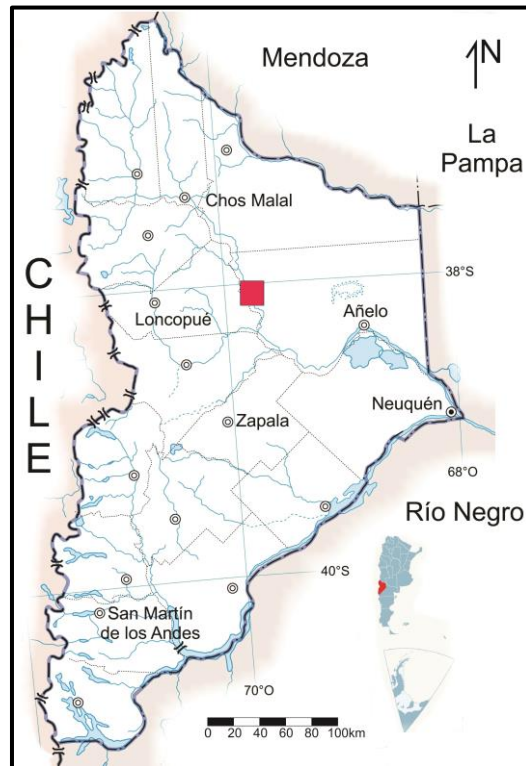 Mendoza
N
La
Pampa
Chos Malal
CHILE
38°S
Loncopué
Añelo
Zapala
Neuquén
68°O
Río Negro
40°S
San Martín
de los Andes
70°O
0 20 40 60 80 100km